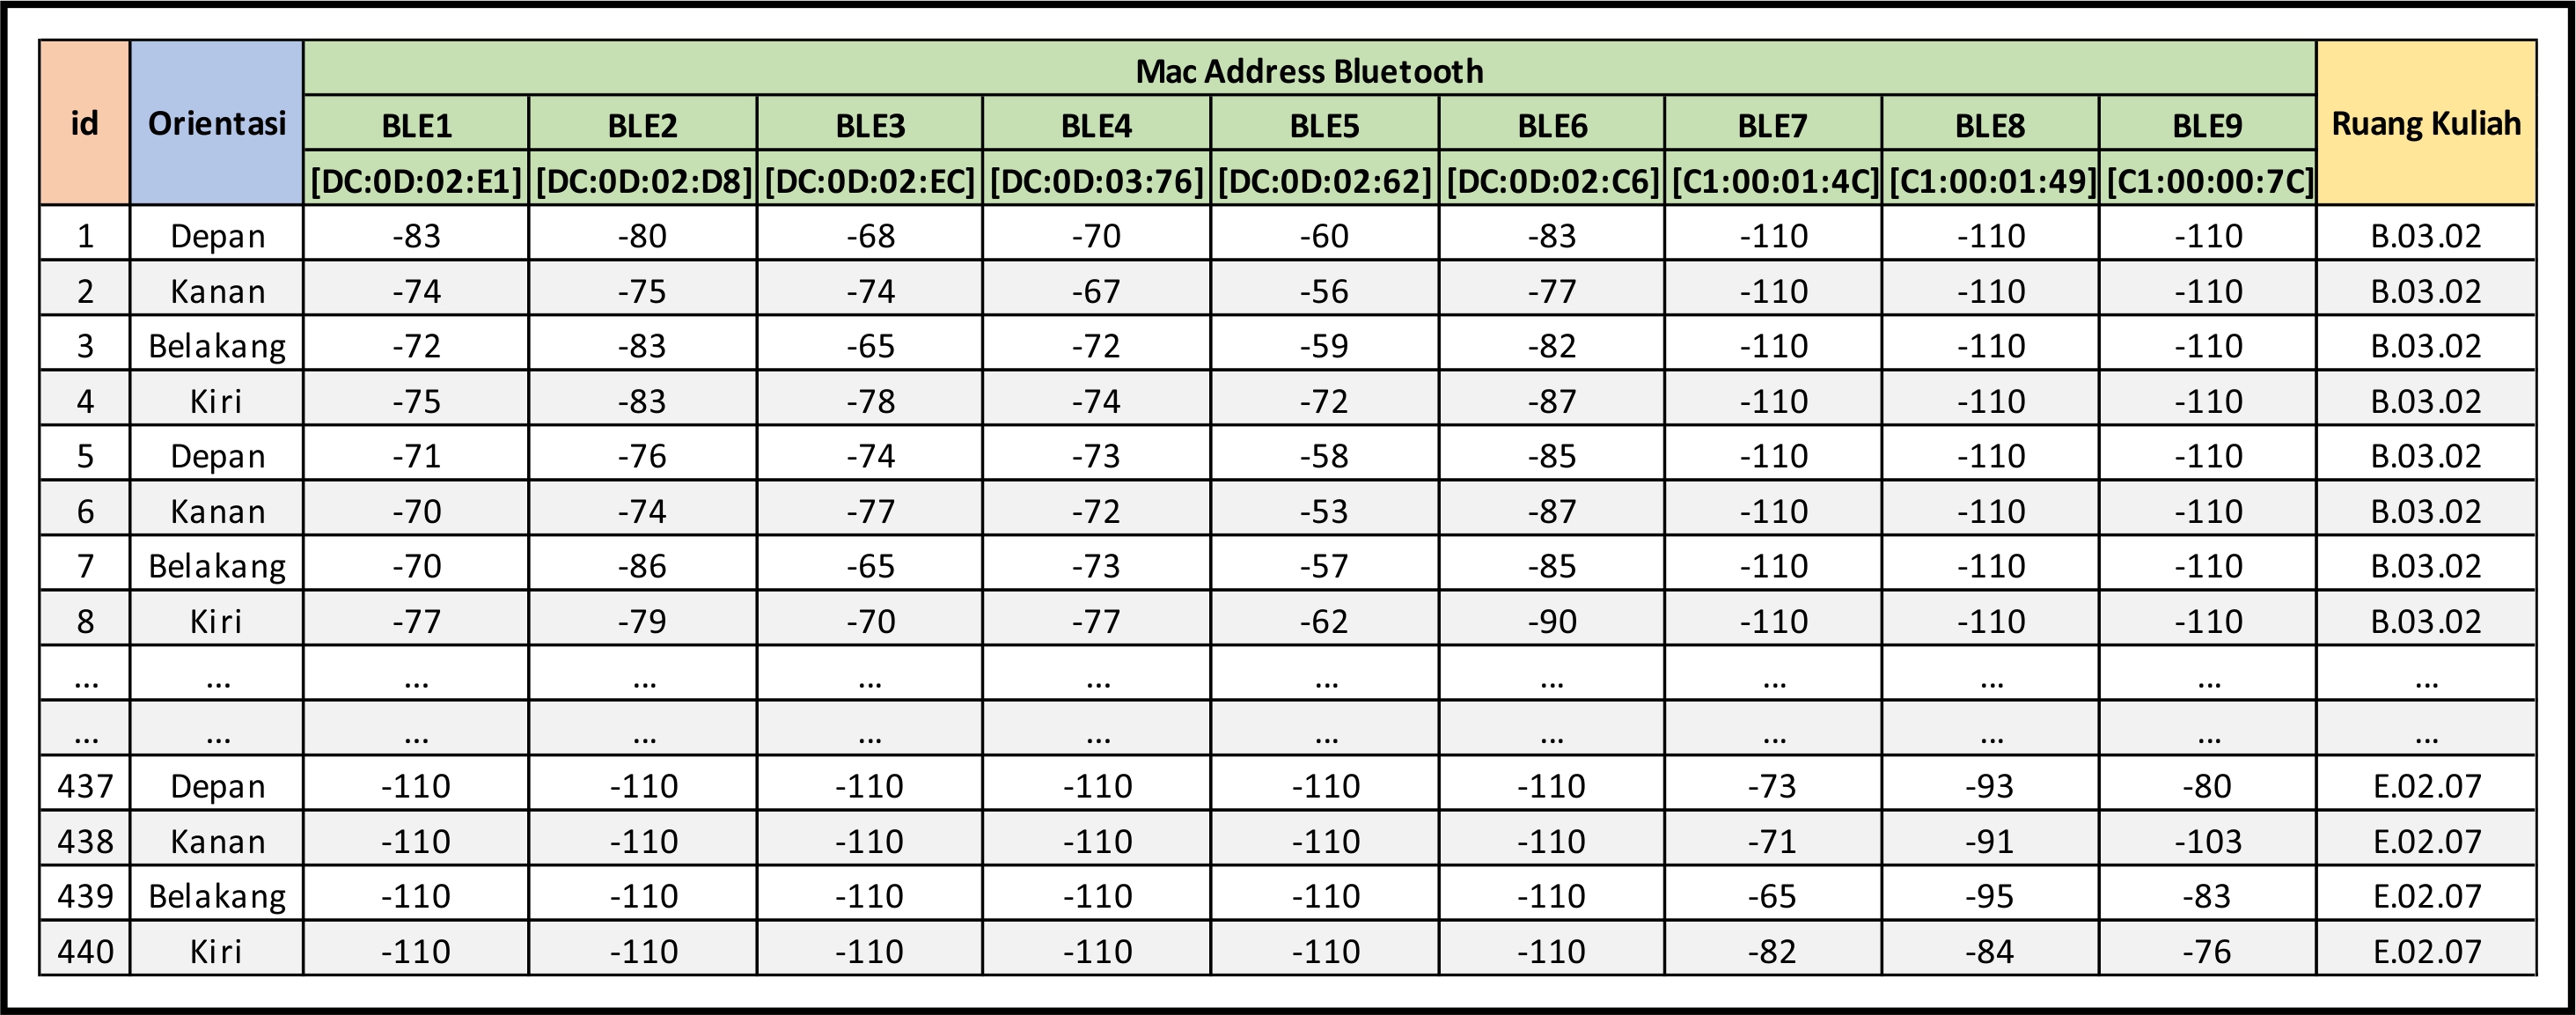 Mac Address Bluetooth
id Orientasi BLE1 BLE2 BLE3 BLE4 BLE5 BLE6 BLE7 BLE8 BLE9 Ruang Kuliah
[DC:0D:02:E1] [DC:0D:02:D8] [DC:0D:02:EC] [DC:0D:03:76] [DC:0D:02:62] [DC:0D:02:C6] [C1:00:01:4C] [C1:00:01:49] [C1:00:00:7C]
1 Depan -83 -80 -68 -70 -60 -83 -110 -110 -110 B.03.02
2 Kanan -74 -75 -74 -67 -56 -77 -110 -110 -110 B.03.02
3 Belakang -72 -83 -65 -72 -59 -82 -110 -110 -110 B.03.02
4 Kiri -75 -83 -78 -74 -72 -87 -110 -110 -110 B.03.02
5 Depan -71 -76 -74 -73 -58 -85 -110 -110 -110 B.03.02
6 Kanan -70 -74 -77 -72 -53 -87 -110 -110 -110 B.03.02
7 Belakang -70 -86 -65 -73 -57 -85 -110 -110 -110 B.03.02
8 Kiri -77 -79 -70 -77 -62 -90 -110 -110 -110 B.03.02
... ... ... ... ... ... ... ... ... ... ... ...
... ... ... ... ... ... ... ... ... ... ... ...
437 Depan -110 -110 -110 -110 -110 -110 -73 -93 -80 E.02.07
438 Kanan -110 -110 -110 -110 -110 -110 -71 -91 -103 E.02.07
439 Belakang -110 -110 -110 -110 -110 -110 -65 -95 -83 E.02.07
440 Kiri -110 -110 -110 -110 -110 -110 -82 -84 -76 E.02.07